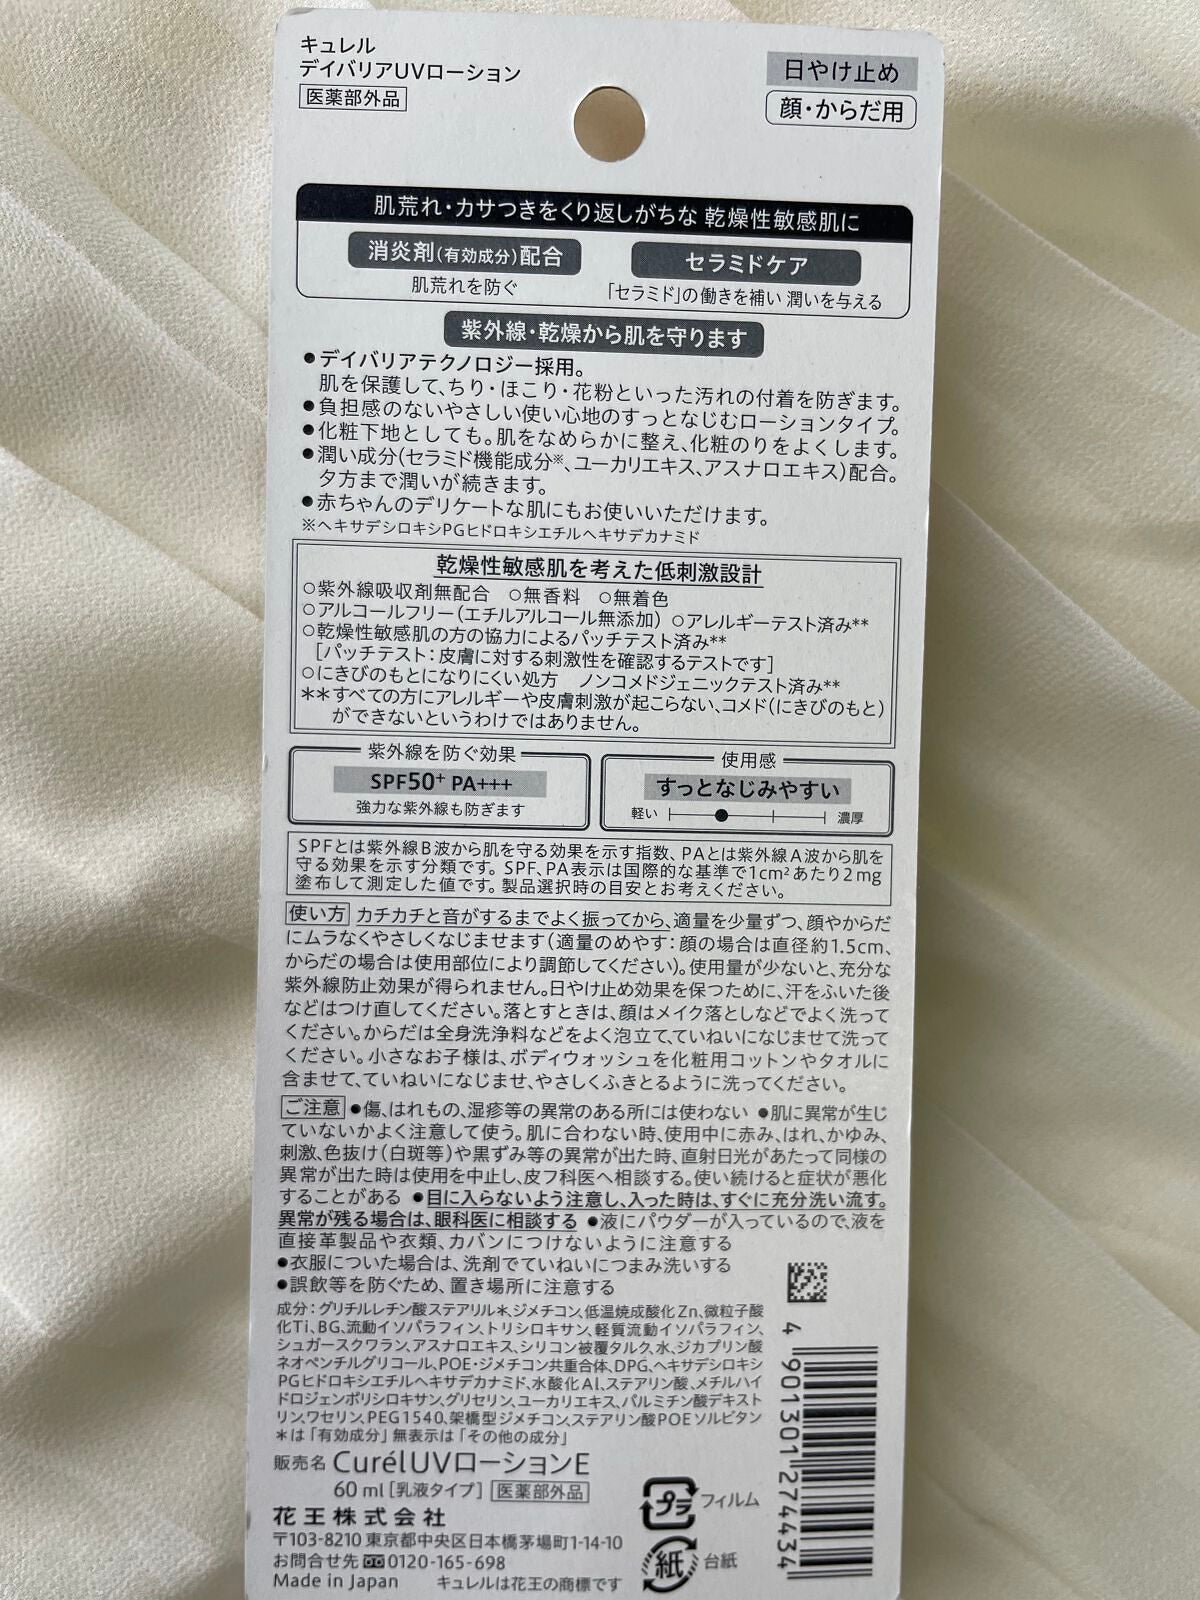 キュレル
デイバリアUVローション
医薬部外品
日やけ止め
顔・からだ用
肌荒れ・カサつきをくり返しがちな 乾燥性敏感肌に
消炎剤(有効成分)配合
肌荒れを防ぐ
セラミドケア
「セラミド」の働きを補い 潤いを与える
紫外線・乾燥から肌を守ります
●デイバリアテクノロジー採用。
肌を保護して、ちり・ほこり・花粉といった汚れの付着を防ぎます。
●負担感のないやさしい使い心地のすっとなじむローションタイプ。
●化粧下地としても。肌をなめらかに整え、化粧のりをよくします。
●潤い成分(セラミド機能成分※、ユーカリエキス、アスナロエキス)配合。
夕方まで潤いが続きます。
●赤ちゃんのデリケートな肌にもお使いいただけます。
※ヘキサデシロキシPGヒドロキシエチルヘキサデカナミド
乾燥性敏感肌を考えた低刺激設計
○紫外線吸収剤無配合 ○無香料 ○無着色
○アルコールフリー(エチルアルコール無添加) ○アレルギーテスト済み**
○乾燥性敏感肌の方の協力によるパッチテスト済み**
[パッチテスト：皮膚に対する刺激性を確認するテストです]
○にきびのもとになりにくい処方 ノンコメドジェニックテスト済み**
**すべての方にアレルギーや皮膚刺激が起こらない、コメド(にきびのもと)
ができないというわけではありません。
紫外線を防ぐ効果
SPF50⁺ PA+++
強力な紫外線も防ぎます
使用感
すっとなじみやすい
軽い 濃厚
SPFとは紫外線B波から肌を守る効果を示す指数、PAとは紫外線A波から肌を
守る効果を示す分類です。SPF、PA表示は国際的な基準で1cm²あたり2mg
塗布して測定した値です。製品選択時の目安とお考えください。
使い方 カチカチと音がするまでよく振ってから、適量を少量ずつ、顔やからだ
にムラなくやさしくなじませます(適量のめやす：顔の場合は直径約1.5cm、
からだの場合は使用部位により調節してください)。使用量が少ないと、充分な
紫外線防止効果が得られません。日やけ止め効果を保つために、汗をふいた後
などはつけ直してください。落とすときは、顔はメイク落としなどでよく洗って
ください。からだは全身洗浄料などをよく泡立てていねいになじませて洗って
ください。小さなお子様は、ボディウォッシュを化粧用コットンやタオルに
含ませて、ていねいになじませ、やさしくふきとるように洗ってください。
ご注意 ●傷、はれもの、湿疹等の異常のある所には使わない ●肌に異常が生じ
ていないかよく注意して使う。肌に合わない時、使用中に赤み、はれ、かゆみ、
刺激、色抜け(白斑等)や黒ずみ等の異常が出た時、直射日光があたって同様の
異常が出た時は使用を中止し、皮フ科医へ相談する。使い続けると症状が悪化
することがある ●目に入らないよう注意し、入った時は、すぐに充分洗い流す。
異常が残る場合は、眼科医に相談する ●液にパウダーが入っているので、液を
直接革製品や衣類、カバンにつけないように注意する
●衣服についた場合は、洗剤でていねいにつまみ洗いする
●誤飲等を防ぐため、置き場所に注意する
成分：グリチルレチン酸ステアリル*、ジメチコン、低温焼成酸化Zn、微粒子酸
化Ti、BG、流動イソパラフィン、トリシロキサン、軽質流動イソパラフィン、
シュガースクワラン、アスナロエキス、シリコン被覆タルク、水、ジカプリン酸
ネオペンチルグリコール、POE・ジメチコン共重合体、DPG、ヘキサデシロキシ
PGヒドロキシエチルヘキサデカナミド、水酸化Al、ステアリン酸、メチルハイ
ドロジェンポリシロキサン、グリセリン、ユーカリエキス、パルミチン酸デキスト
リン、ワセリン、PEG1540、架橋型ジメチコン、ステアリン酸POEソルビタン
*は「有効成分」無表示は「その他の成分」
販売名 CurélUVローションE
60ml[乳液タイプ] 医薬部外品
花王株式会社
〒103-8210 東京都中央区日本橋茅場町1-14-10
お問合せ先 0120-165-698
Made in Japan キュレルは花王の商標です
プラ フィルム
紙 台紙
4 901301 274434